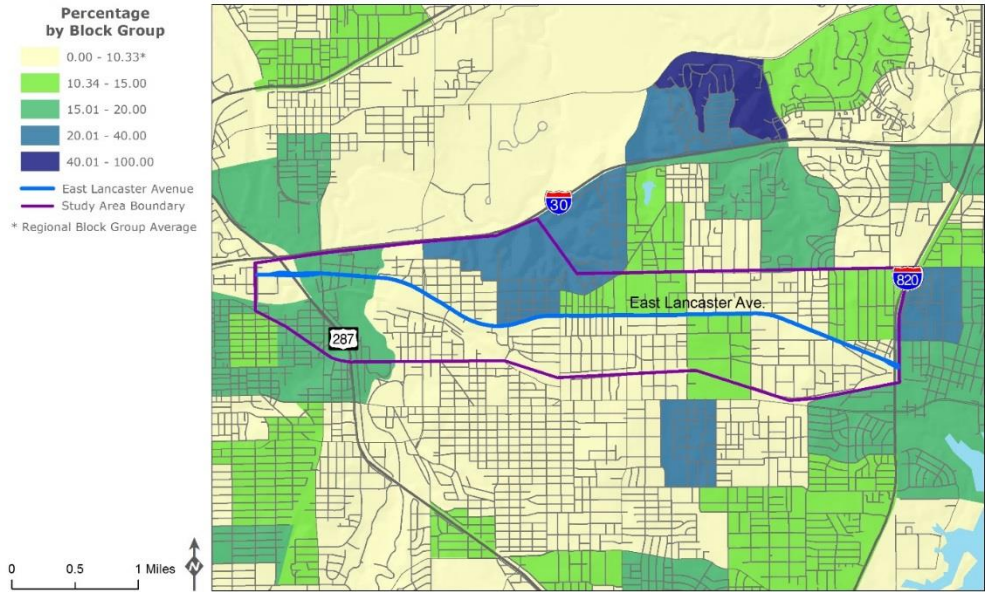 Percentage
by Block Group
0.00 - 10.33*
10.34 - 15.00
15.01 - 20.00
20.01 - 40.00
40.01 - 100.00
East Lancaster Avenue
Study Area Boundary
* Regional Block Group Average
30
820
East Lancaster Ave.
287
N
0 0.5 1 Miles